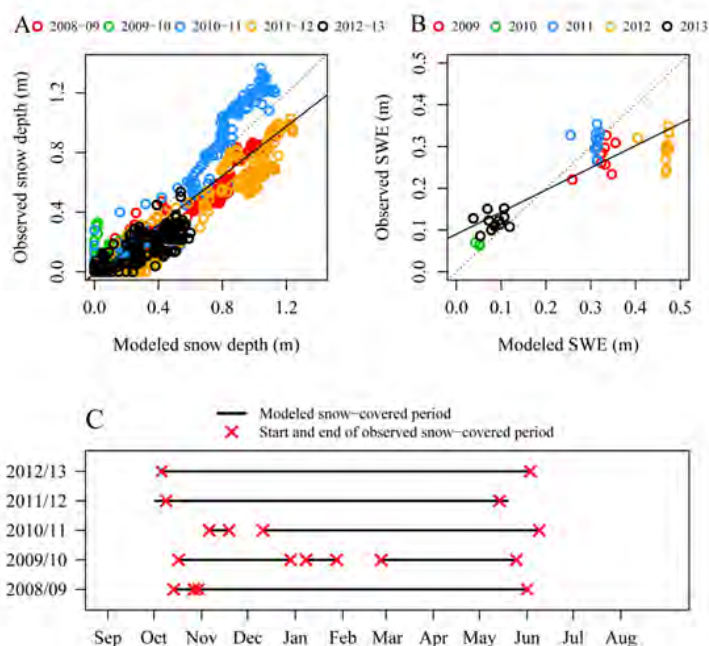 A 2008-09 2009-10 2010-11 2011-12 2012-13
Observed snow depth (m)
1.2
0.8
0.4
0.0
0.0 0.4 0.8 1.2
Modeled snow depth (m)
B 2009 2010 2011 2012 2013
Observed SWE (m)
0.5
0.4
0.3
0.2
0.1
0.0
0.0 0.1 0.2 0.3 0.4 0.5
Modeled SWE (m)
C
Modeled snow-covered period
Start and end of observed snow-covered period
2012/13
2011/12
2010/11
2009/10
2008/09
Sep Oct Nov Dec Jan Feb Mar Apr May Jun Jul Aug